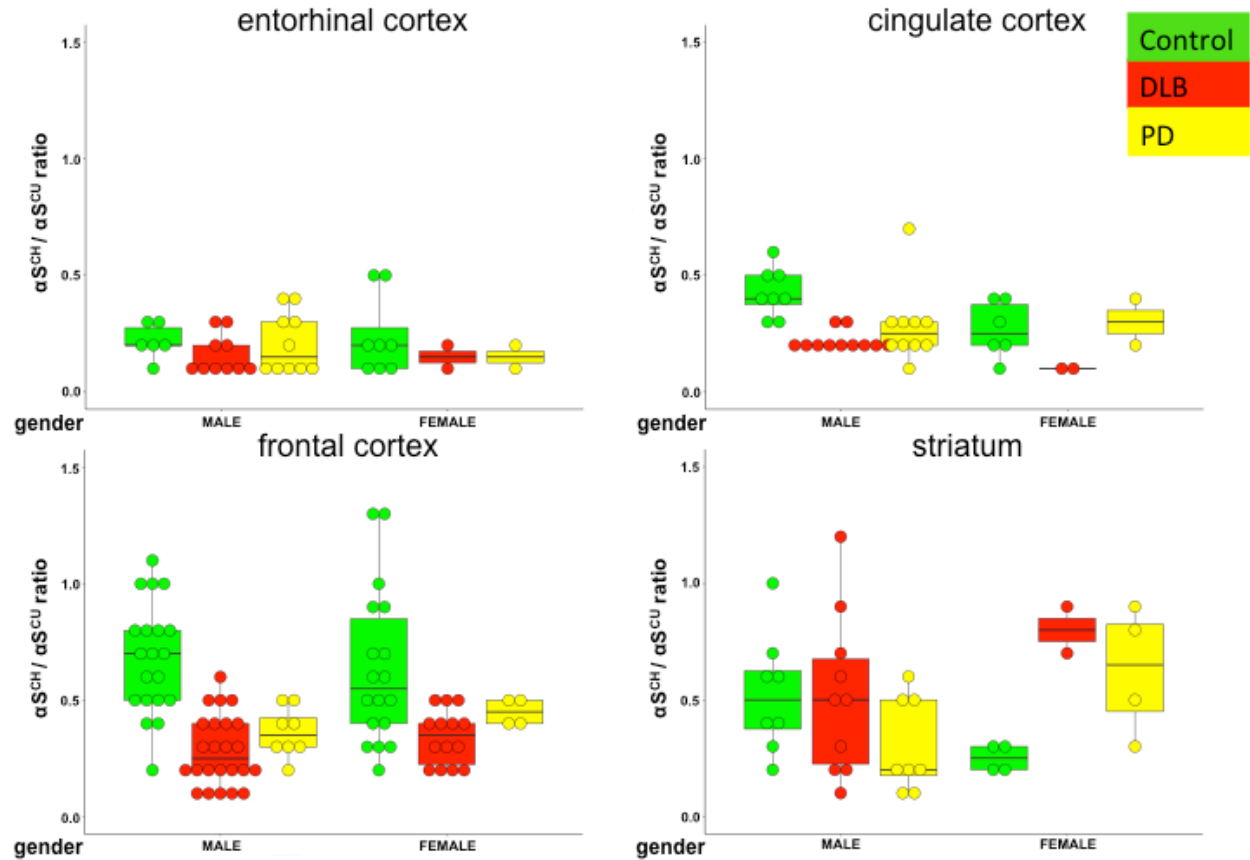 entorhinal cortex
1.5
1.0
0.5
0.0
αS^CH / αS^CU ratio
gender
MALE
FEMALE
cingulate cortex
1.5
1.0
0.5
0.0
αS^CH / αS^CU ratio
gender
MALE
FEMALE
Control
DLB
PD
frontal cortex
1.5
1.0
0.5
0.0
αS^CH / αS^CU ratio
gender
MALE
FEMALE
striatum
1.5
1.0
0.5
0.0
αS^CH / αS^CU ratio
gender
MALE
FEMALE